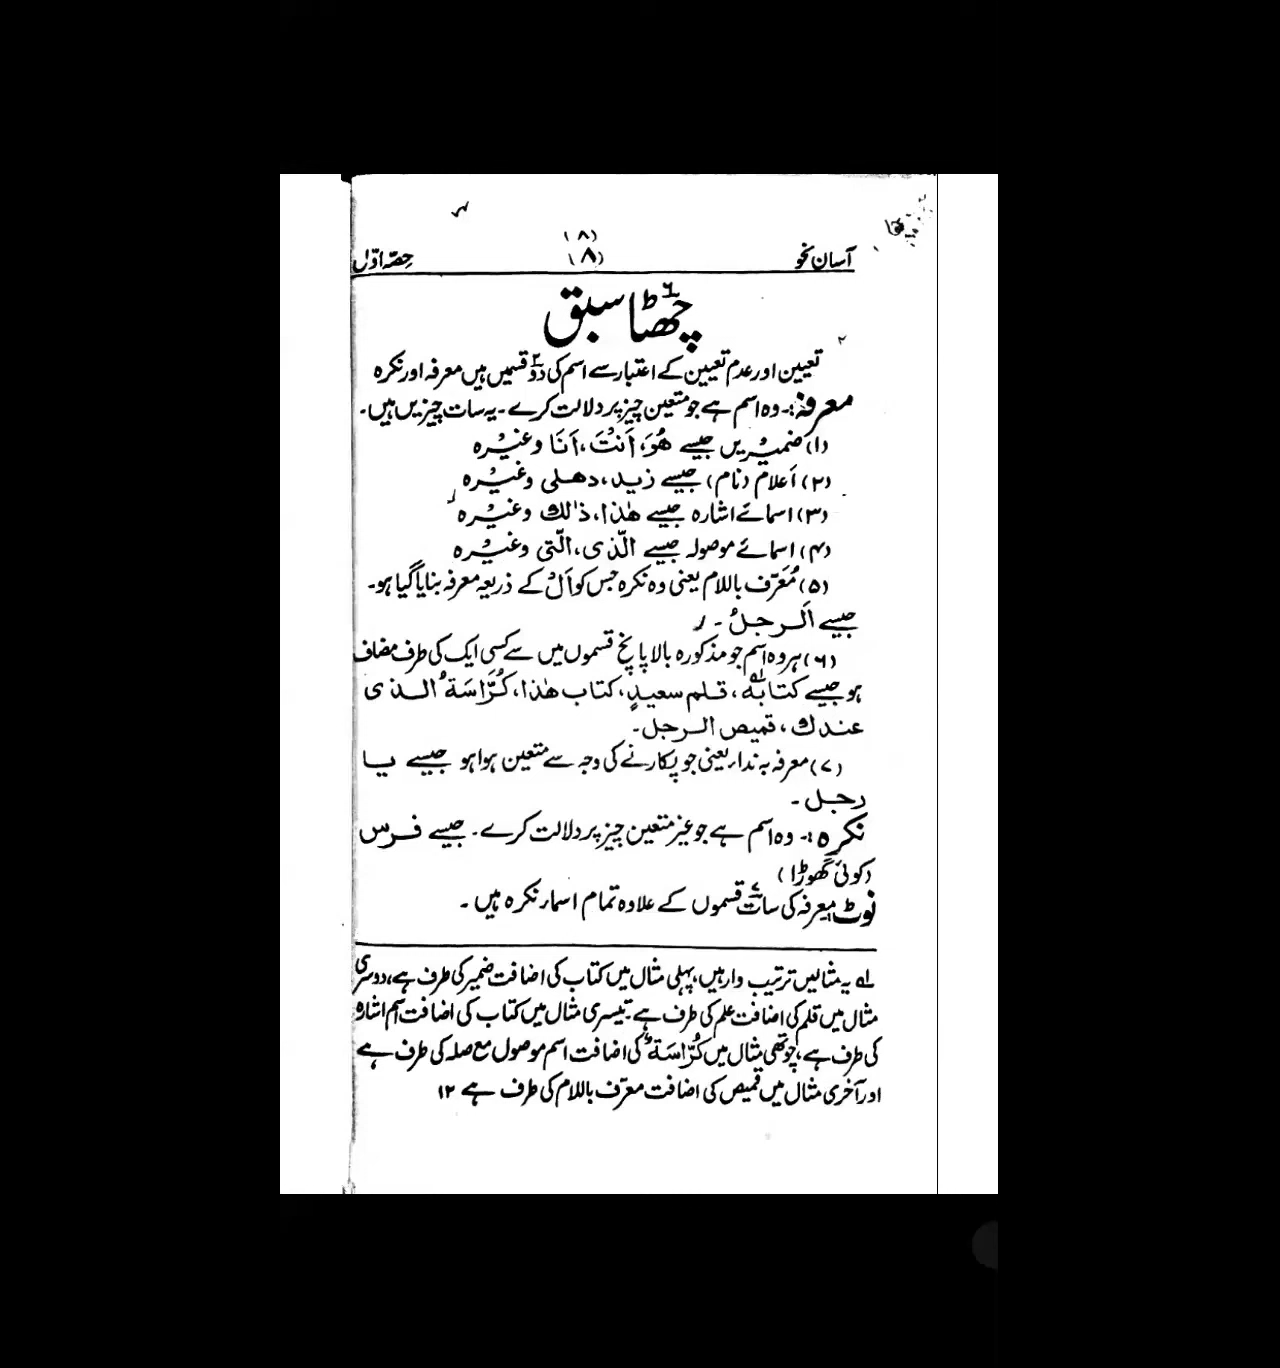 (۸)
آسان نحو (۸) حصّہ اوّل
چھٹا سبق
تعیین اور عدم تعیین کے اعتبار سے اسم کی دو۲ قسمیں ہیں معرفہ اور نکرہ
معرفہ:۔ وہ اسم ہے جو متعین چیز پر دلالت کرے۔ یہ سات چیزیں ہیں۔
(۱) ضمیریں جیسے ھُوَ، اَنْتَ، اَنَا وغیرہ
(۲) اَعلام (نام) جیسے زید، دھلی وغیرہ
(۳) اسمائے اشارہ جیسے ھٰذا، ذٰلك وغیرہ
(۴) اسمائے موصولہ جیسے الّذی، الّتی وغیرہ
(۵) مُعَرّف باللام یعنی وہ نکرہ جس کو اَلْ کے ذریعہ معرفہ بنایا گیا ہو۔
جیسے اَلرجلُ ۔
(۶) ہر وہ اسم جو مذکورہ بالا پانچ قسموں میں سے کسی ایک کی طرف مضاف
ہو جیسے کتابہٗ، قلم سعیدٍ، کتاب ھٰذا، کُرَّاسَةُ الذی
عندك، قمیص الرجل۔
(۷) معرفہ بہ ندا۔ یعنی جو پکارنے کی وجہ سے متعین ہوا ہو جیسے یا
رجل۔
نکرہ:۔ وہ اسم ہے جو غیر متعین چیز پر دلالت کرے۔ جیسے فرس
(کوئی گھوڑا)
نوٹ معرفہ کی سات۷ قسموں کے علاوہ تمام اسماء نکرہ ہیں ۔
لہ یہ مثالیں ترتیب وار ہیں، پہلی مثال میں کتاب کی اضافت ضمیر کی طرف ہے، دوسری
مثال میں قلم کی اضافت علم کی طرف ہے۔ تیسری مثال میں کتاب کی اضافت اسم اشارہ
کی طرف ہے، چوتھی مثال میں کُرَّاسَةُ کی اضافت اسم موصول مع صلہ کی طرف ہے
اور آخری مثال میں قمیص کی اضافت معرّف باللام کی طرف ہے ۱۲